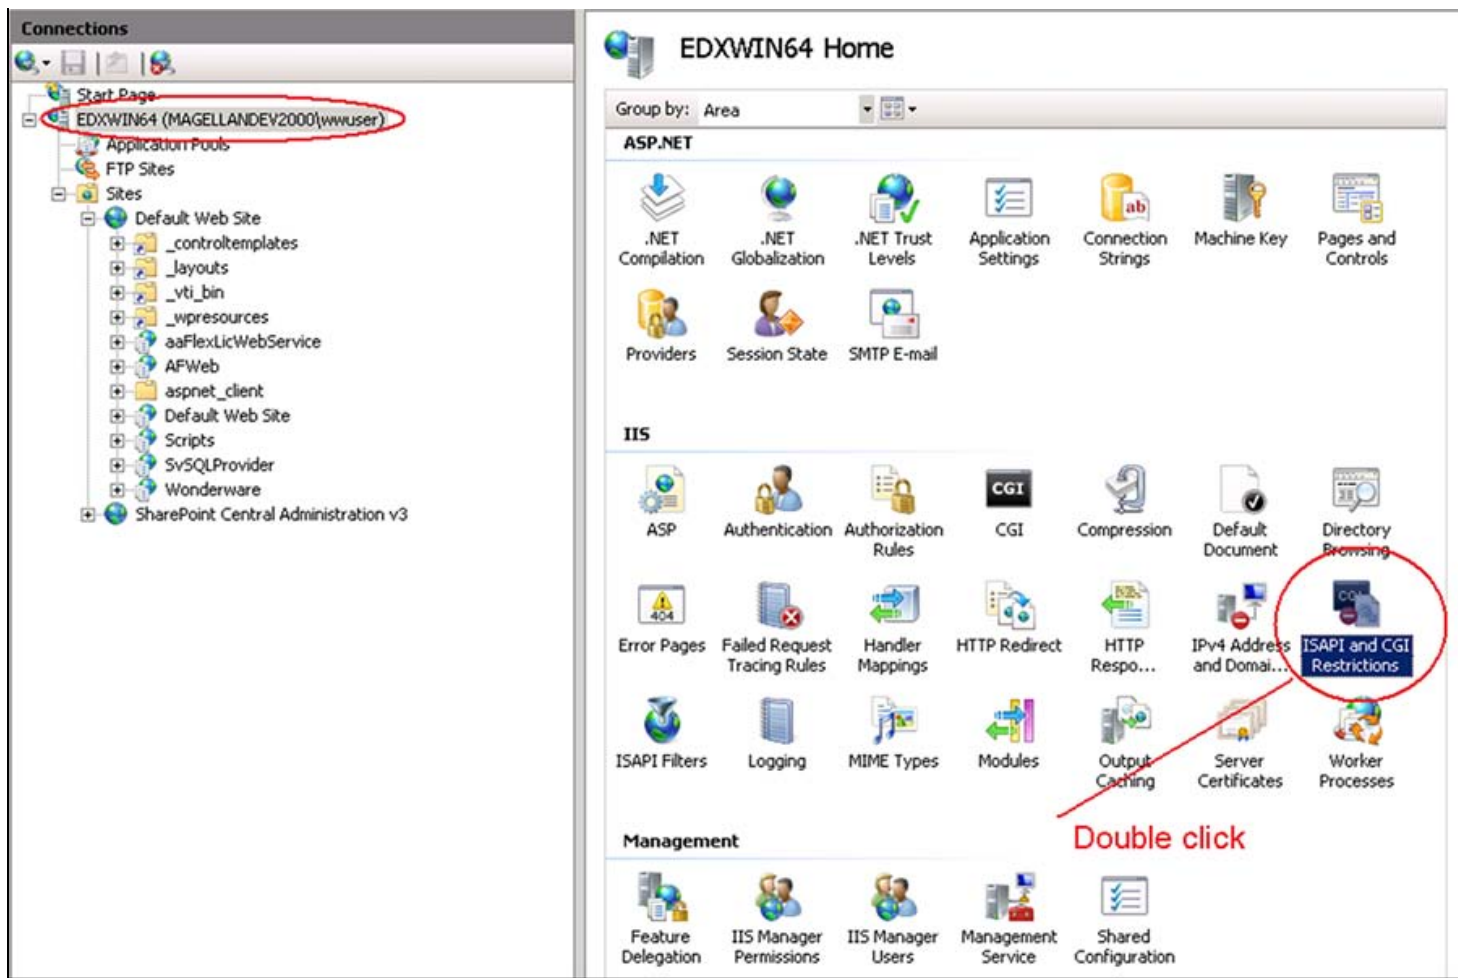 Connections
Start Page
EDXWIN64 (MAGELLANDEV2000\wwuser)
Application Pools
FTP Sites
Sites
Default Web Site
_controltemplates
_layouts
_vti_bin
_wpresources
aaFlexLicWebService
AFWeb
aspnet_client
Default Web Site
Scripts
SvSQLProvider
Wonderware
SharePoint Central Administration v3
EDXWIN64 Home
Group by: Area
ASP.NET
.NET Compilation
.NET Globalization
.NET Trust Levels
Application Settings
Connection Strings
Machine Key
Pages and Controls
Providers
Session State
SMTP E-mail
IIS
ASP
Authentication
Authorization Rules
CGI
CGI
Compression
Default Document
Directory Browsing
404
Error Pages
Failed Request Tracing Rules
Handler Mappings
HTTP Redirect
HTTP Respo...
IPv4 Address and Domai...
ISAPI and CGI Restrictions
ISAPI Filters
Logging
MIME Types
Modules
Output Caching
Server Certificates
Worker Processes
Double click
Management
Feature Delegation
IIS Manager Permissions
IIS Manager Users
Management Service
Shared Configuration